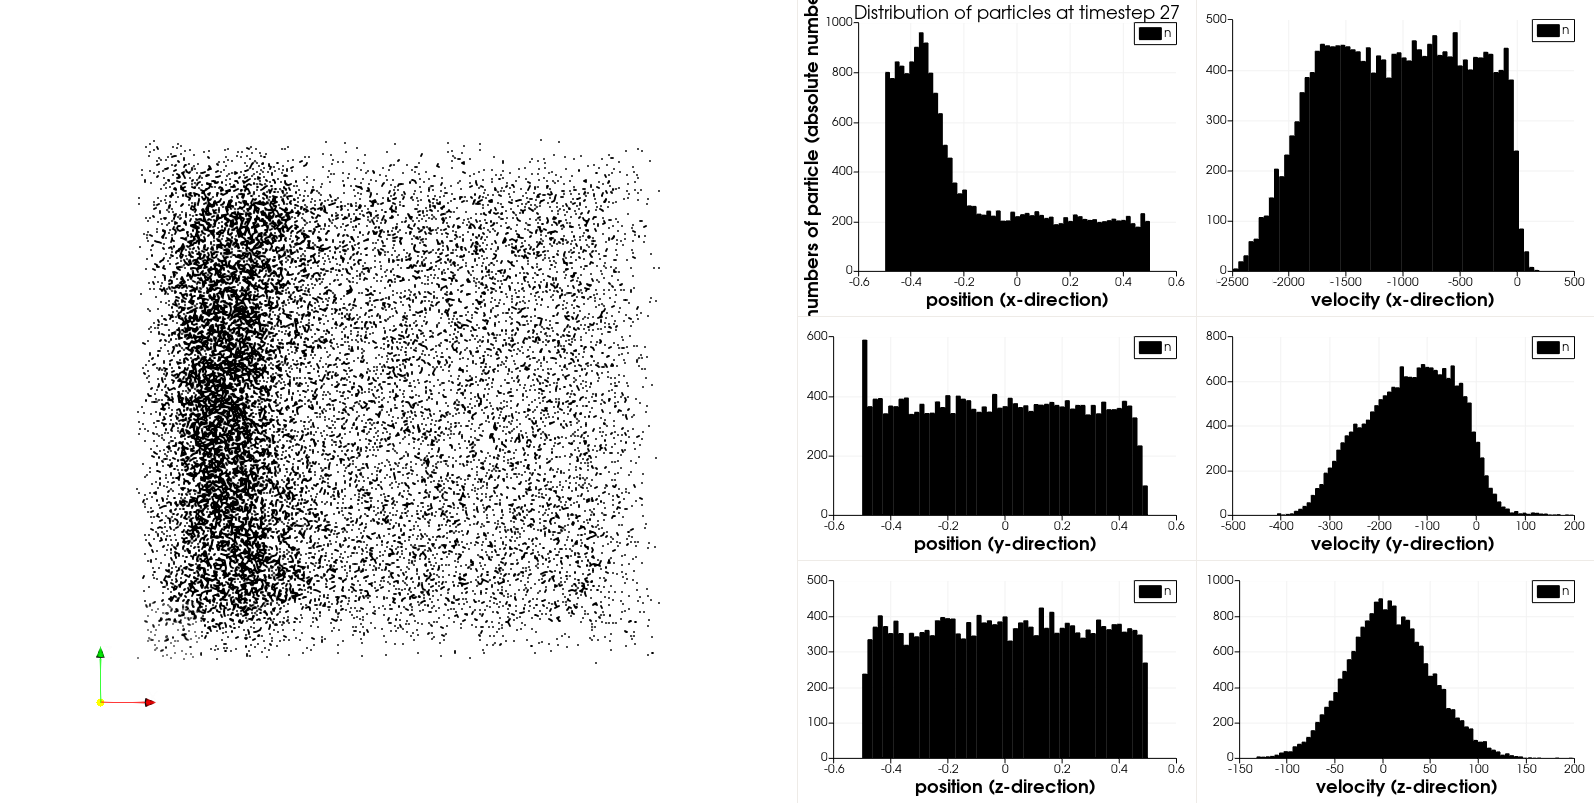 Distribution of particles at timestep 27
numbers of particle (absolute numbe
1000
800
600
400
200
0
-0.6 -0.4 -0.2 0 0.2 0.4 0.6
position (x-direction)
n
500
400
300
200
100
0
-2500 -2000 -1500 -1000 -500 0 500
velocity (x-direction)
n
600
400
200
0
-0.6 -0.4 -0.2 0 0.2 0.4 0.6
position (y-direction)
n
800
600
400
200
0
-500 -400 -300 -200 -100 0 100 200
velocity (y-direction)
n
500
400
300
200
100
0
-0.6 -0.4 -0.2 0 0.2 0.4 0.6
position (z-direction)
n
1000
800
600
400
200
0
-150 -100 -50 0 50 100 150 200
velocity (z-direction)
n